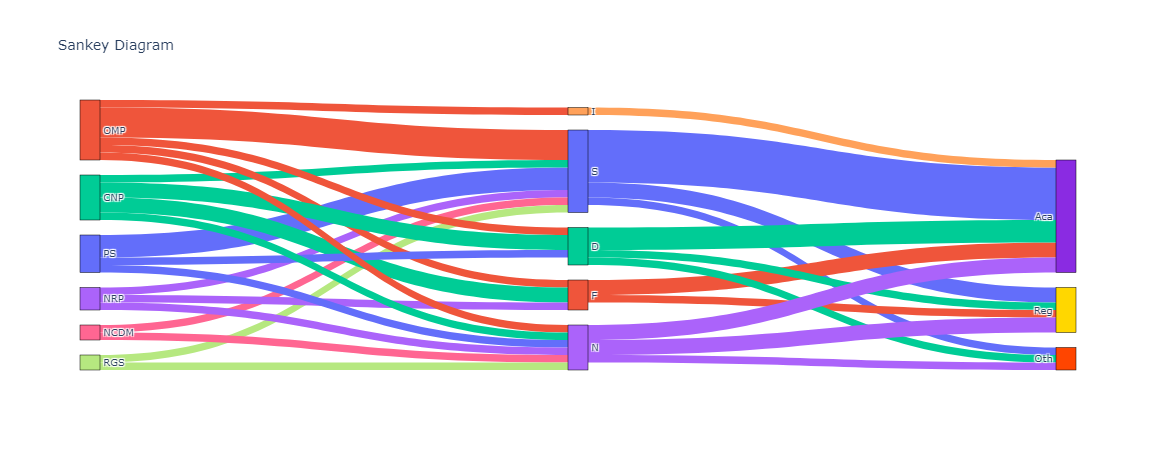 Sankey Diagram
OMP
CNP
PS
NRP
NCDM
RGS
I
S
D
F
N
Aca
Reg
Oth